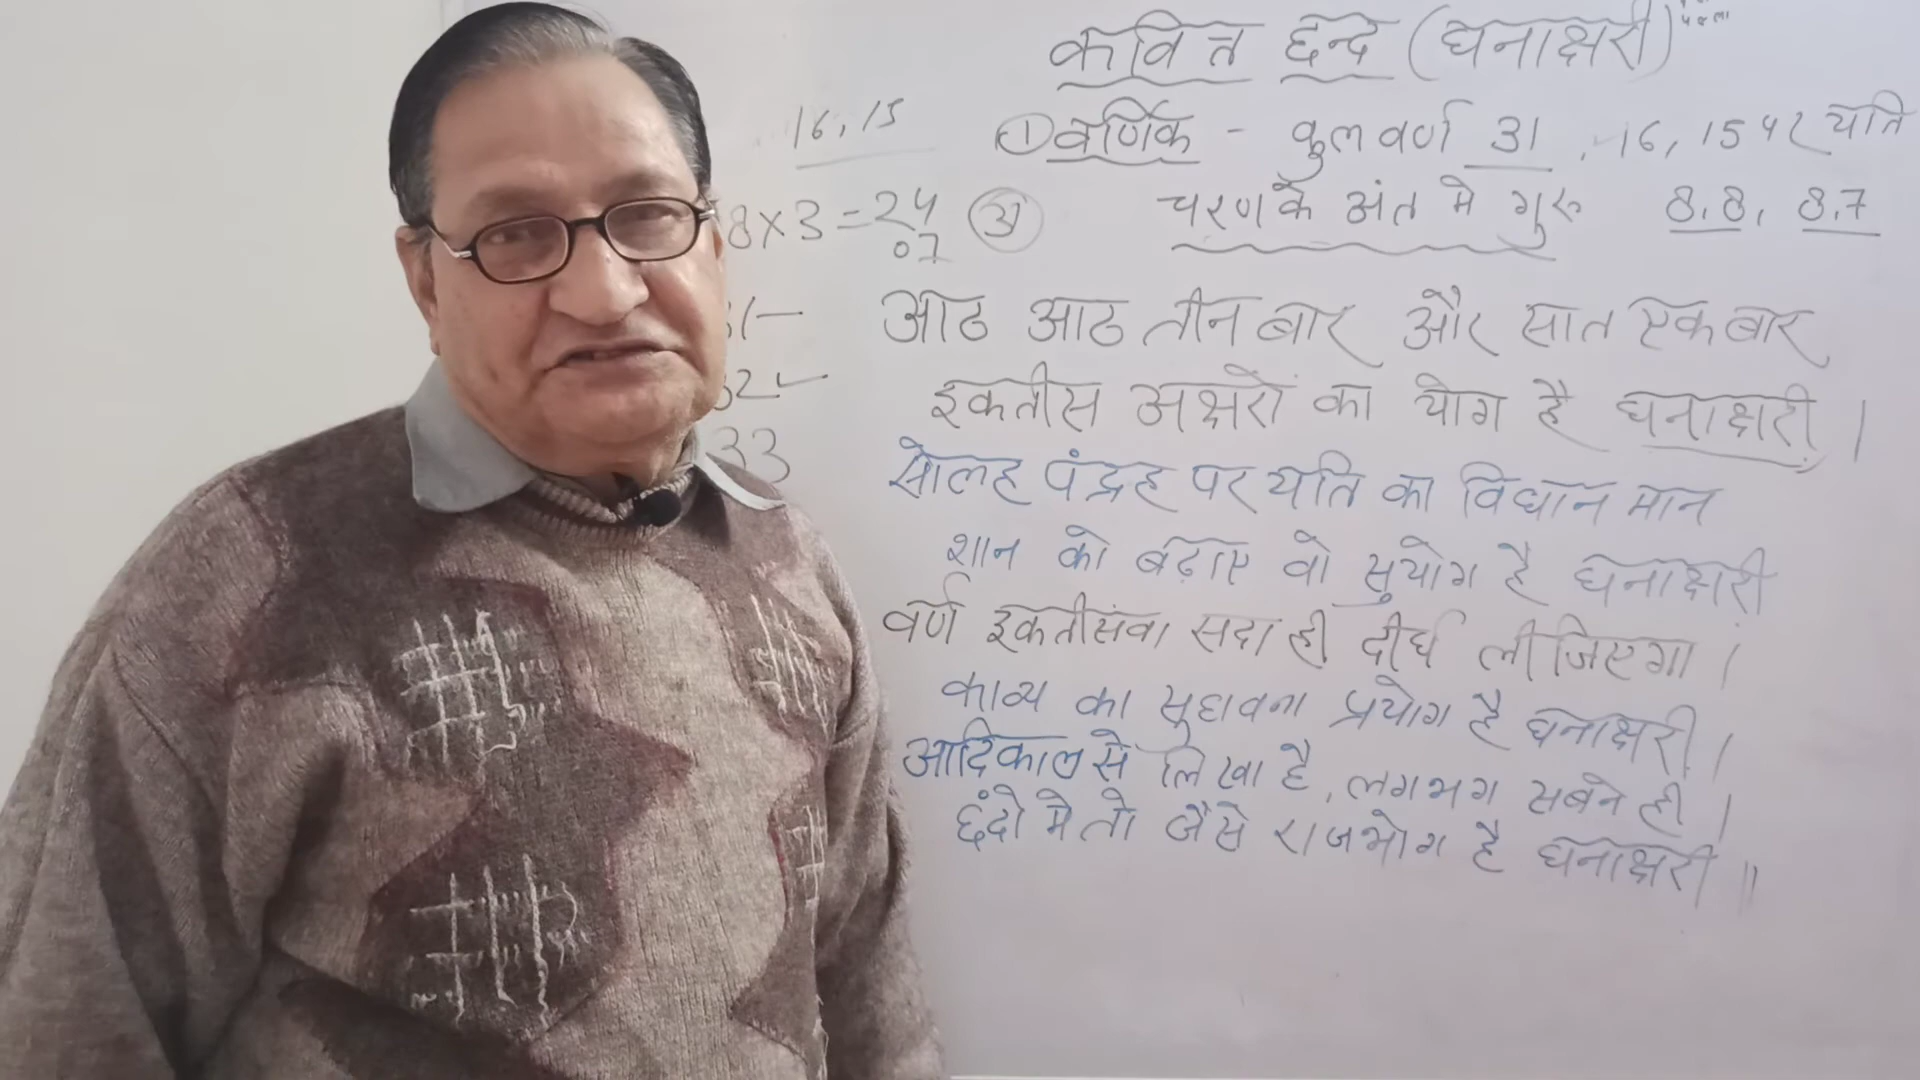 कवित्त छन्द (घनाक्षरी)
16, 15
① वर्णिक - कुल वर्ण 31, 16, 15 पर यति
8×3=24
07
31
चरण के अंत मे गुरु 8,8, 8,7
31-
32
33
आठ आठ तीन बार और सात एक बार
इकतीस अक्षरों का योग है घनाक्षरी ।
सोलह पंद्रह पर यति का विधान मान
शान को बढ़ाए वो सुयोग है घनाक्षरी
वर्ण इकतीसंवा सदा ही दीर्घ लीजिएगा ।
काव्य का सुहावना प्रयोग है घनाक्षरी ।
आदिकाल से लिखा है, लगभग सबने ही ।
छंदो मे तो जैसे राजभोग है घनाक्षरी ॥